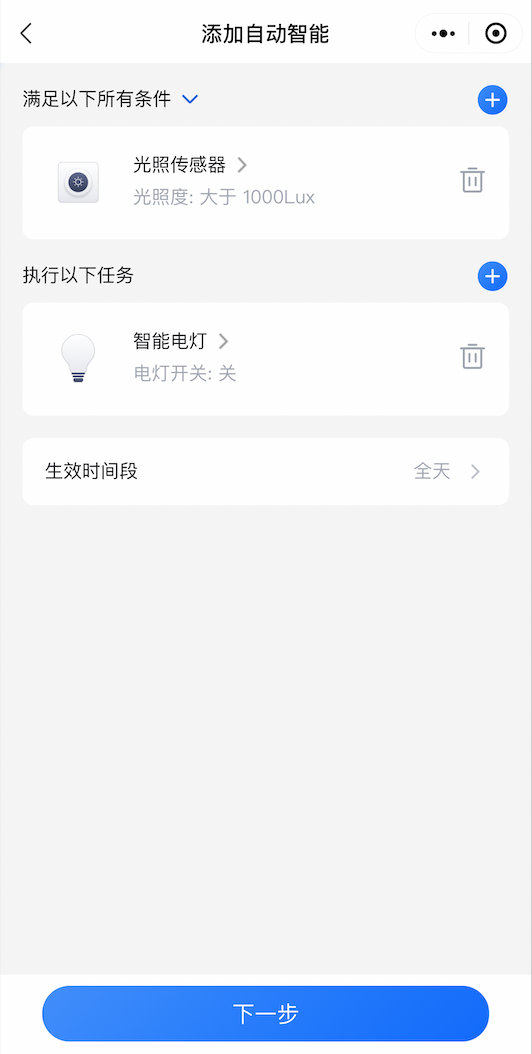 添加自动智能
满足以下所有条件
光照传感器
光照度: 大于 1000Lux
执行以下任务
智能电灯
电灯开关: 关
生效时间段 全天
下一步